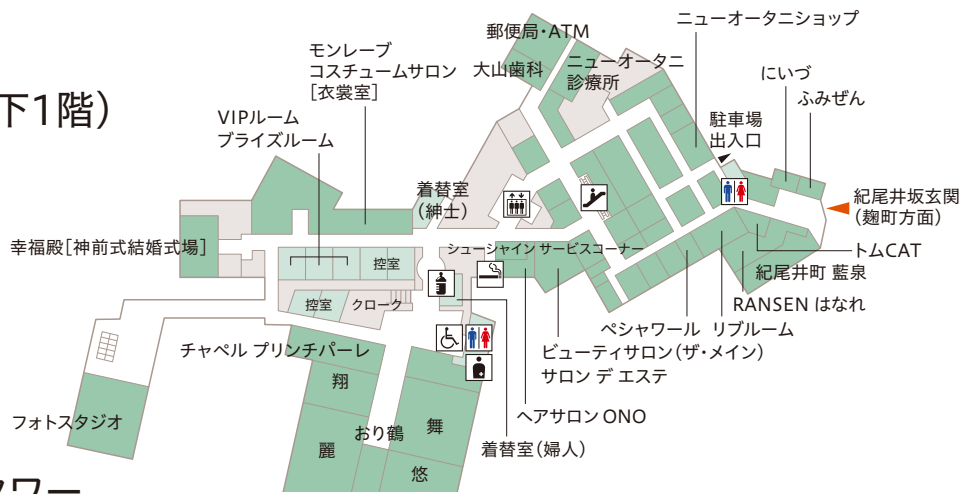 ニューオータニショップ
郵便局・ATM
モンレーブ
コスチュームサロン
[衣裳室]
大山歯科
ニューオータニ
診療所
にいづ
ふみぜん
下1階)
VIPルーム
ブライズルーム
駐車場
出入口
着替室
(紳士)
紀尾井坂玄関
(麹町方面)
幸福殿[神前式結婚式場]
シューシャイン サービスコーナー
トムCAT
控室
紀尾井町 藍泉
控室
クローク
RANSEN はなれ
ペシャワール
リブルーム
チャペル プリンチパーレ
ビューティサロン(ザ・メイン)
サロン デ エステ
翔
フォトスタジオ
おり鶴
舞
ヘアサロン ONO
麗
着替室(婦人)
悠